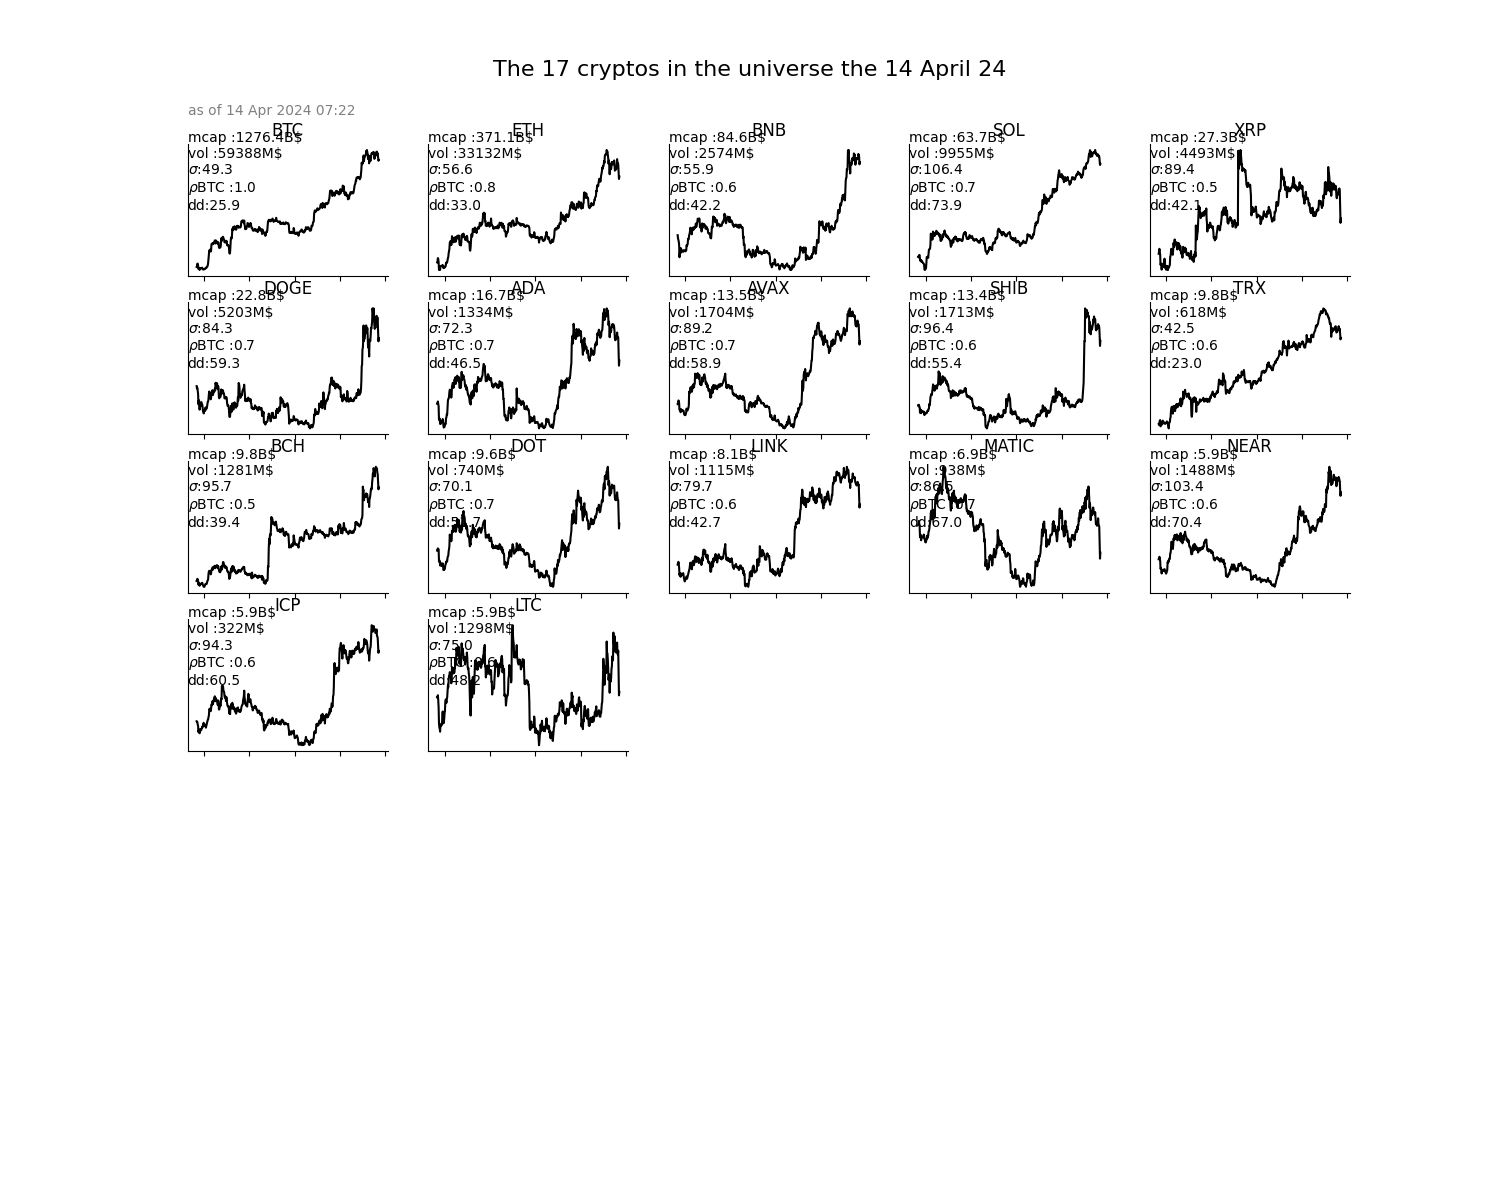 The 17 cryptos in the universe the 14 April 24
as of 14 Apr 2024 07:22
BTC
mcap :1276.4B$
vol :59388M$
σ:49.3
ρBTC :1.0
dd:25.9
ETH
mcap :371.1B$
vol :33132M$
σ:56.6
ρBTC :0.8
dd:33.0
BNB
mcap :84.6B$
vol :2574M$
σ:55.9
ρBTC :0.6
dd:42.2
SOL
mcap :63.7B$
vol :9955M$
σ:106.4
ρBTC :0.7
dd:73.9
XRP
mcap :27.3B$
vol :4493M$
σ:89.4
ρBTC :0.5
dd:42.1
DOGE
mcap :22.8B$
vol :5203M$
σ:84.3
ρBTC :0.7
dd:59.3
ADA
mcap :16.7B$
vol :1334M$
σ:72.3
ρBTC :0.7
dd:46.5
AVAX
mcap :13.5B$
vol :1704M$
σ:89.2
ρBTC :0.7
dd:58.9
SHIB
mcap :13.4B$
vol :1713M$
σ:96.4
ρBTC :0.6
dd:55.4
TRX
mcap :9.8B$
vol :618M$
σ:42.5
ρBTC :0.6
dd:23.0
BCH
mcap :9.8B$
vol :1281M$
σ:95.7
ρBTC :0.5
dd:39.4
DOT
mcap :9.6B$
vol :740M$
σ:70.1
ρBTC :0.7
LINK
mcap :8.1B$
vol :1115M$
σ:79.7
ρBTC :0.6
dd:42.7
MATIC
mcap :6.9B$
vol :938M$
ρBTC :0.7
dd:67.0
NEAR
mcap :5.9B$
vol :1488M$
σ:103.4
ρBTC :0.6
dd:70.4
ICP
mcap :5.9B$
vol :322M$
σ:94.3
ρBTC :0.6
dd:60.5
LTC
mcap :5.9B$
vol :1298M$
σ:75.0
ρBTC :0.6
dd:48.2